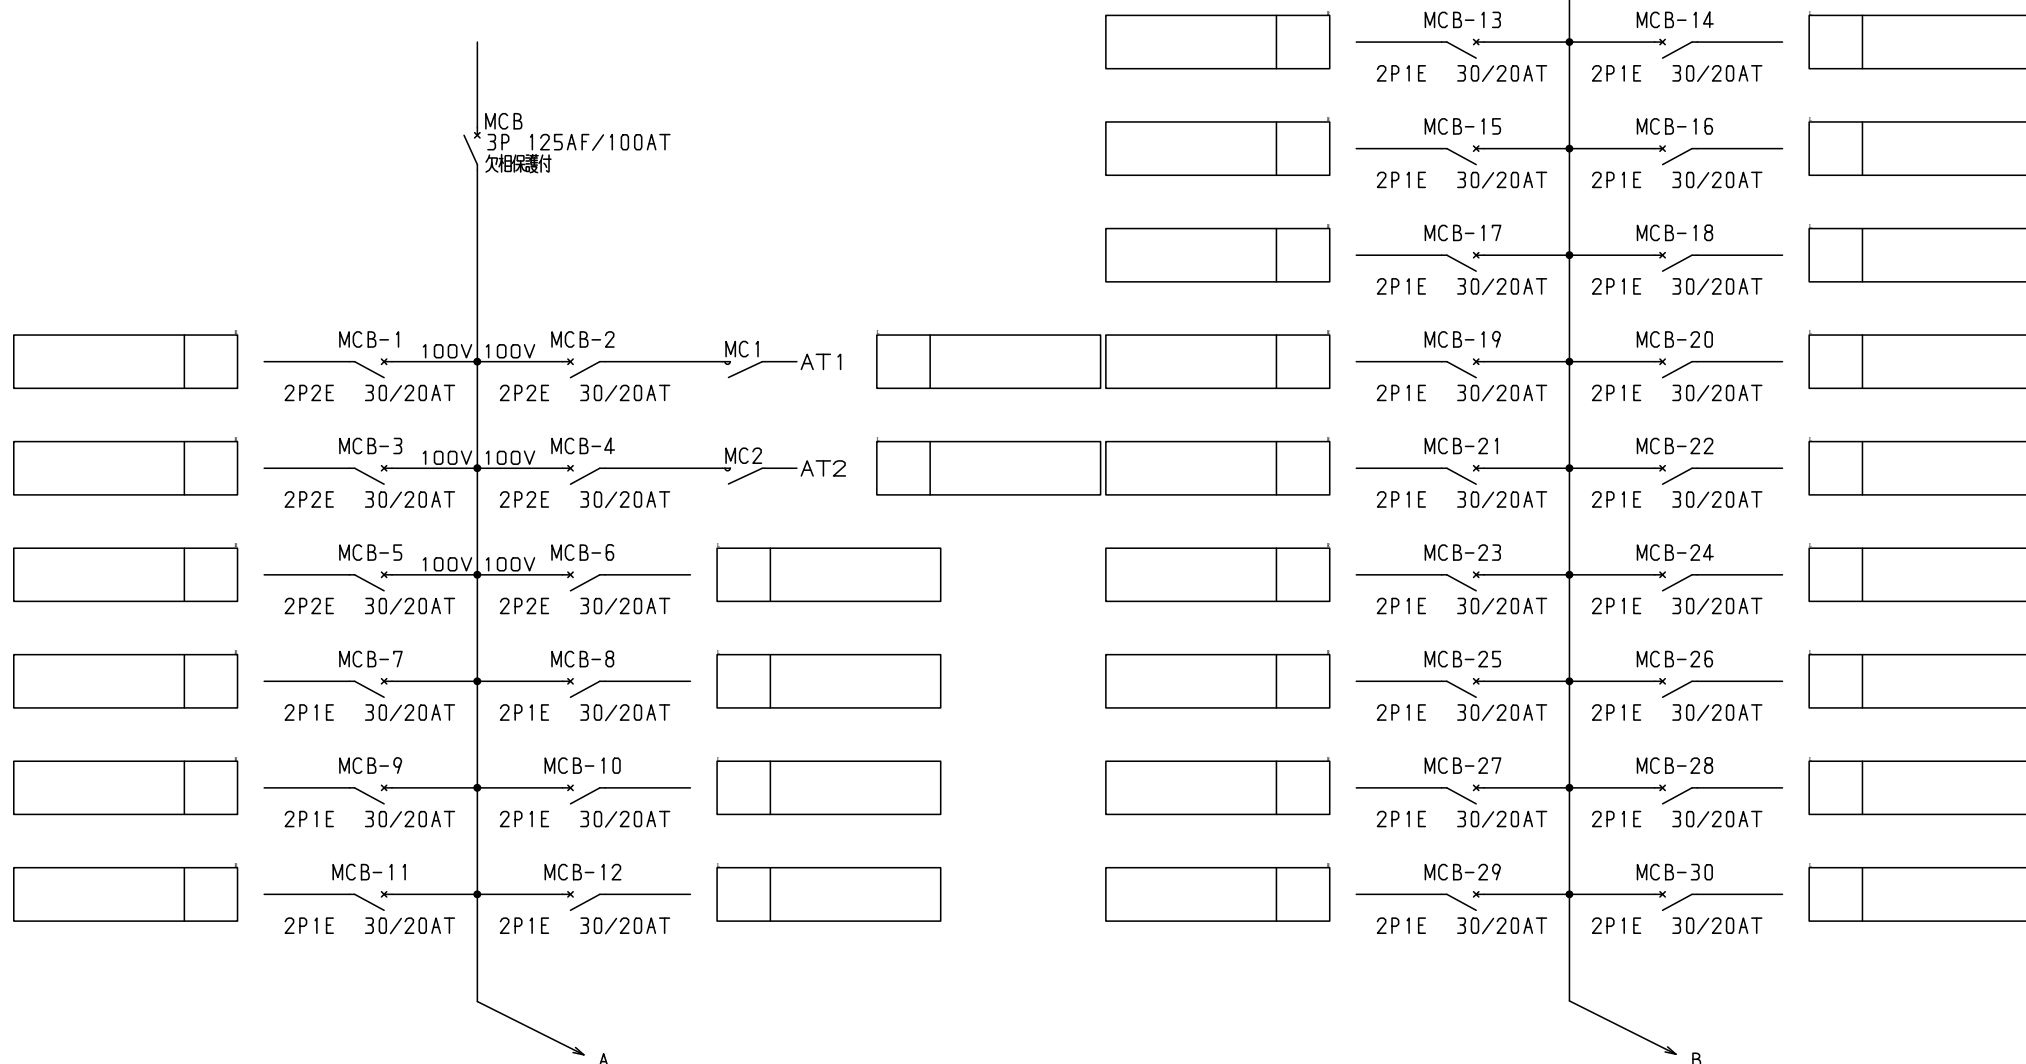 MCB
3P 125AF/100AT
欠相保護付
MCB-1 100V 100V MCB-2 MC1 AT1
2P2E 30/20AT 2P2E 30/20AT
MCB-3 100V 100V MCB-4 MC2 AT2
2P2E 30/20AT 2P2E 30/20AT
MCB-5 100V 100V MCB-6
2P2E 30/20AT 2P2E 30/20AT
MCB-7 MCB-8
2P1E 30/20AT 2P1E 30/20AT
MCB-9 MCB-10
2P1E 30/20AT 2P1E 30/20AT
MCB-11 MCB-12
2P1E 30/20AT 2P1E 30/20AT
A
MCB-13 MCB-14
2P1E 30/20AT 2P1E 30/20AT
MCB-15 MCB-16
2P1E 30/20AT 2P1E 30/20AT
MCB-17 MCB-18
2P1E 30/20AT 2P1E 30/20AT
MCB-19 MCB-20
2P1E 30/20AT 2P1E 30/20AT
MCB-21 MCB-22
2P1E 30/20AT 2P1E 30/20AT
MCB-23 MCB-24
2P1E 30/20AT 2P1E 30/20AT
MCB-25 MCB-26
2P1E 30/20AT 2P1E 30/20AT
MCB-27 MCB-28
2P1E 30/20AT 2P1E 30/20AT
MCB-29 MCB-30
2P1E 30/20AT 2P1E 30/20AT
B